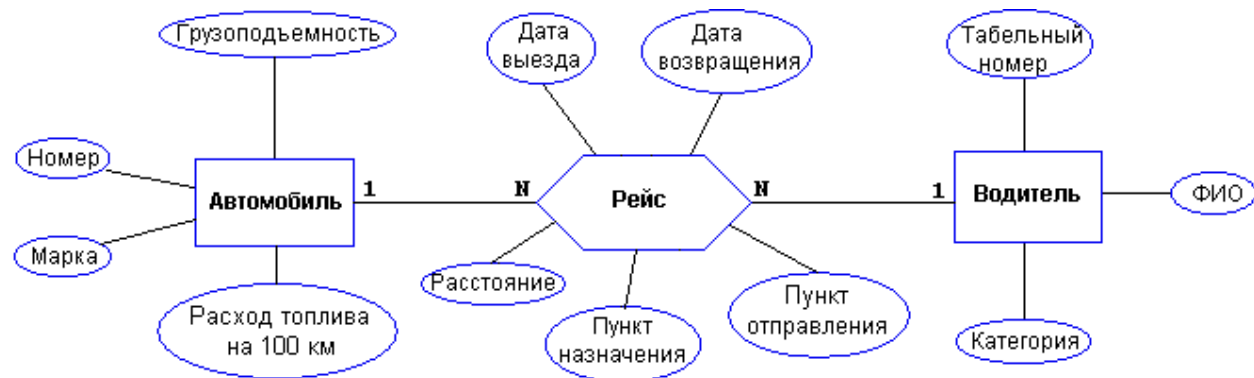 Грузоподъемность
Дата
выезда
Дата
возвращения
Табельный
номер
Номер
Автомобиль
1
N
Рейс
N
1
Водитель
ФИО
Марка
Расстояние
Расход топлива
на 100 км
Пункт
назначения
Пункт
отправления
Категория